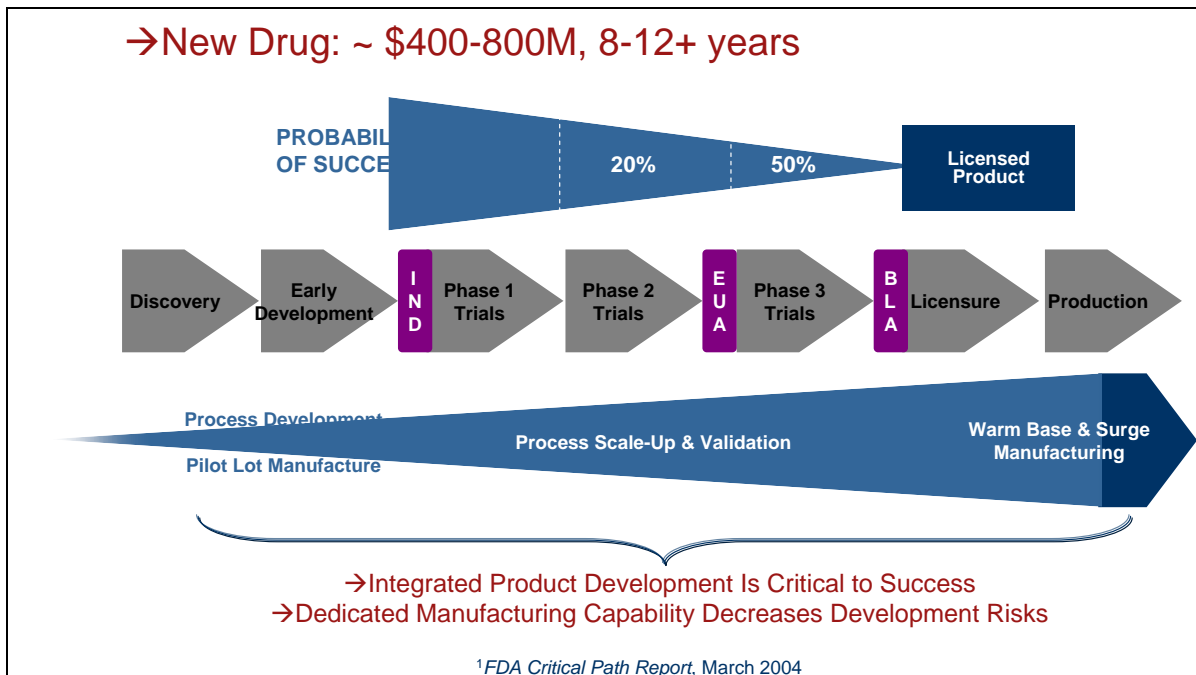 →New Drug: ~ $400-800M, 8-12+ years
PROBABIL
OF SUCCE
20%
50%
Licensed
Product
Discovery
Early
Development
IND
Phase 1
Trials
Phase 2
Trials
EUA
Phase 3
Trials
BLA
Licensure
Production
Process Development
Pilot Lot Manufacture
Process Scale-Up & Validation
Warm Base & Surge
Manufacturing
→Integrated Product Development Is Critical to Success
→Dedicated Manufacturing Capability Decreases Development Risks
¹FDA Critical Path Report, March 2004